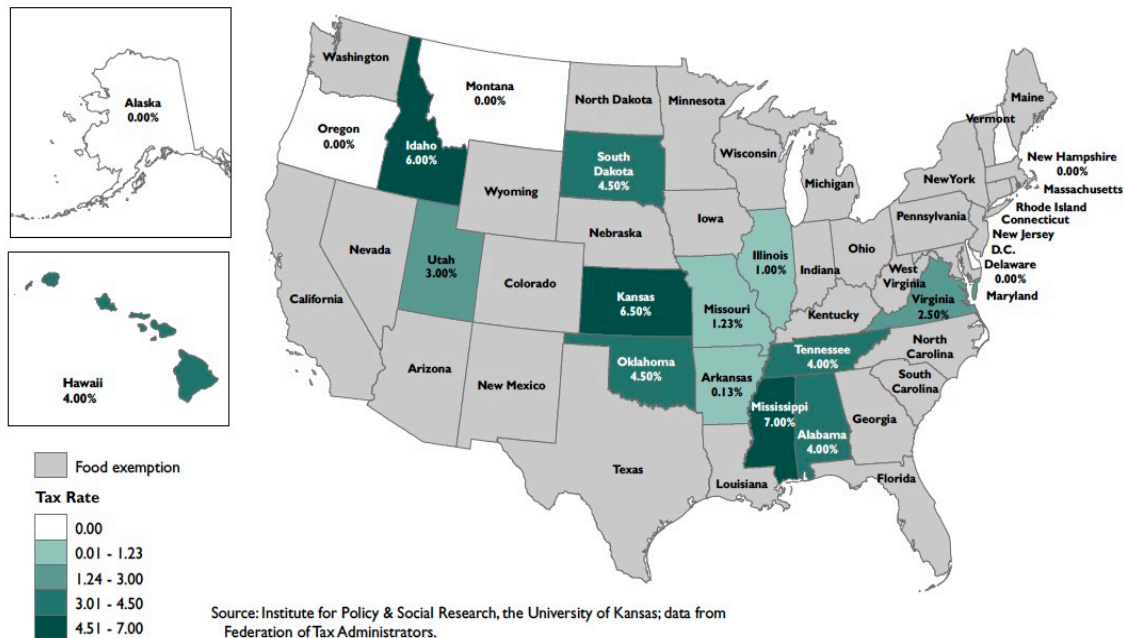 Washington
Montana
0.00%
North Dakota
Minnesota
Maine
Vermont
Alaska
0.00%
Oregon
0.00%
Idaho
6.00%
South
Dakota
4.50%
Wisconsin
Michigan
New Hampshire
0.00%
NewYork
Massachusetts
Wyoming
Rhode Island
Connecticut
Iowa
Pennsylvania
New Jersey
Nebraska
D.C.
Nevada
Utah
3.00%
Illinois
1.00%
Indiana
Ohio
Delaware
0.00%
West
Virginia
Maryland
Colorado
California
Kansas
6.50%
Missouri
1.23%
Kentucky
Virginia
2.50%
North
Carolina
Tennessee
4.00%
Arizona
New Mexico
Oklahoma
4.50%
Arkansas
0.13%
South
Carolina
Hawaii
4.00%
Mississippi
7.00%
Alabama
4.00%
Georgia
Texas
Louisiana
Florida
Food exemption
Tax Rate
0.00
0.01 - 1.23
1.24 - 3.00
3.01 - 4.50
4.51 - 7.00
Source: Institute for Policy & Social Research, the University of Kansas; data from
Federation of Tax Administrators.